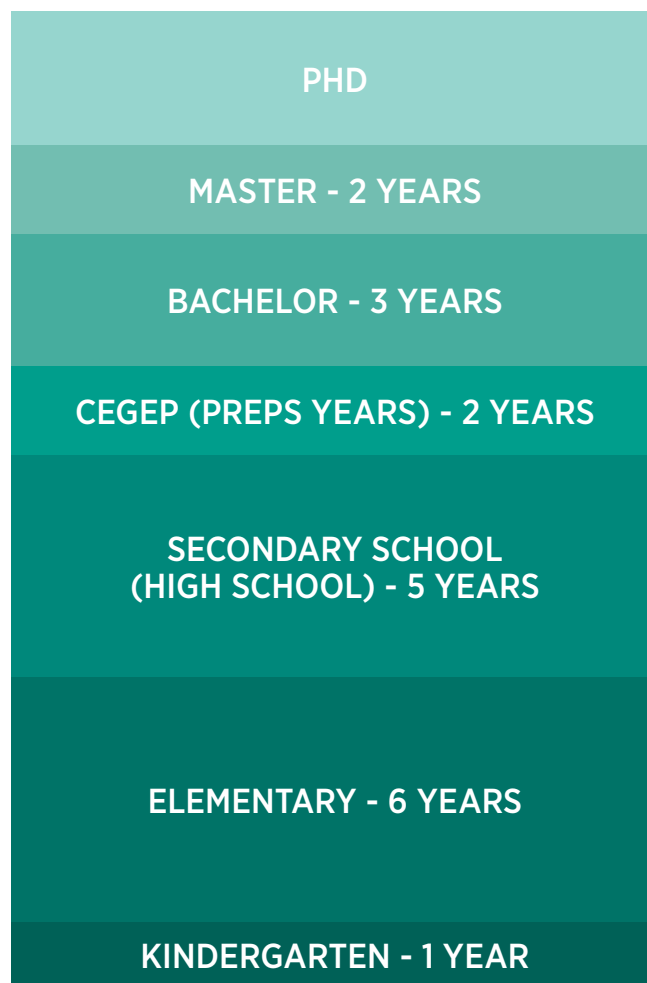 PHD
MASTER - 2 YEARS
BACHELOR - 3 YEARS
CEGEP (PREPS YEARS) - 2 YEARS
SECONDARY SCHOOL
(HIGH SCHOOL) - 5 YEARS
ELEMENTARY - 6 YEARS
KINDERGARTEN - 1 YEAR